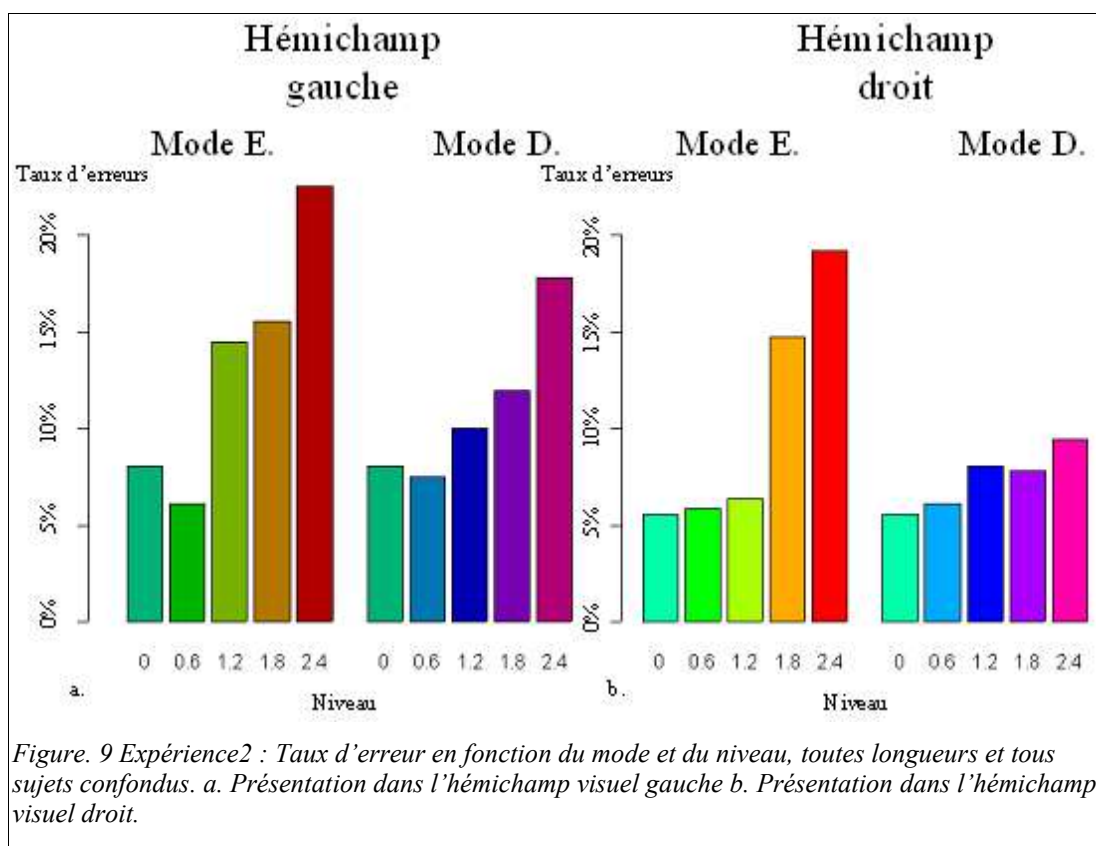 Hémichamp gauche
Hémichamp droit
Mode E. Mode D. Mode E. Mode D.
Taux d'erreurs Taux d'erreurs
20% 20%
15% 15%
10% 10%
5% 5%
0% 0%
0 0.6 1.2 1.8 2.4 0 0.6 1.2 1.8 2.4 0 0.6 1.2 1.8 2.4 0 0.6 1.2 1.8 2.4
a. b.
Niveau Niveau
Figure. 9 Expérience2 : Taux d'erreur en fonction du mode et du niveau, toutes longueurs et tous
sujets confondus. a. Présentation dans l'hémichamp visuel gauche b. Présentation dans l'hémichamp
visuel droit.